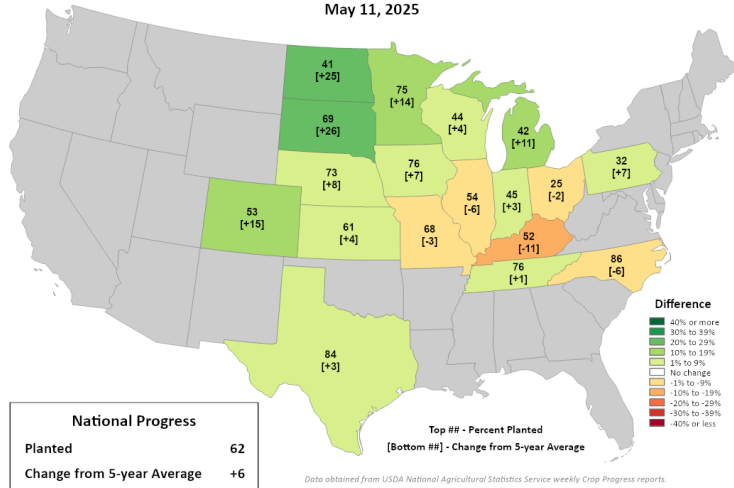 May 11, 2025
41
[+25]
75
[+14]
69
[+26]
44
[+4]
42
[+11]
73
[+8]
76
[+7]
32
[+7]
53
[+15]
61
[+4]
68
[-3]
54
[-6]
45
[+3]
25
[-2]
52
[-11]
76
[+1]
86
[-6]
84
[+3]
Difference
40% or more
30% to 39%
20% to 29%
10% to 19%
1% to 9%
No change
-1% to -9%
-10% to -19%
-20% to -29%
-30% to -39%
-40% or less
National Progress
Planted 62
Change from 5-year Average +6
Top ## - Percent Planted
[Bottom ##] - Change from 5-year Average
Data obtained from USDA National Agricultural Statistics Service weekly Crop Progress reports.